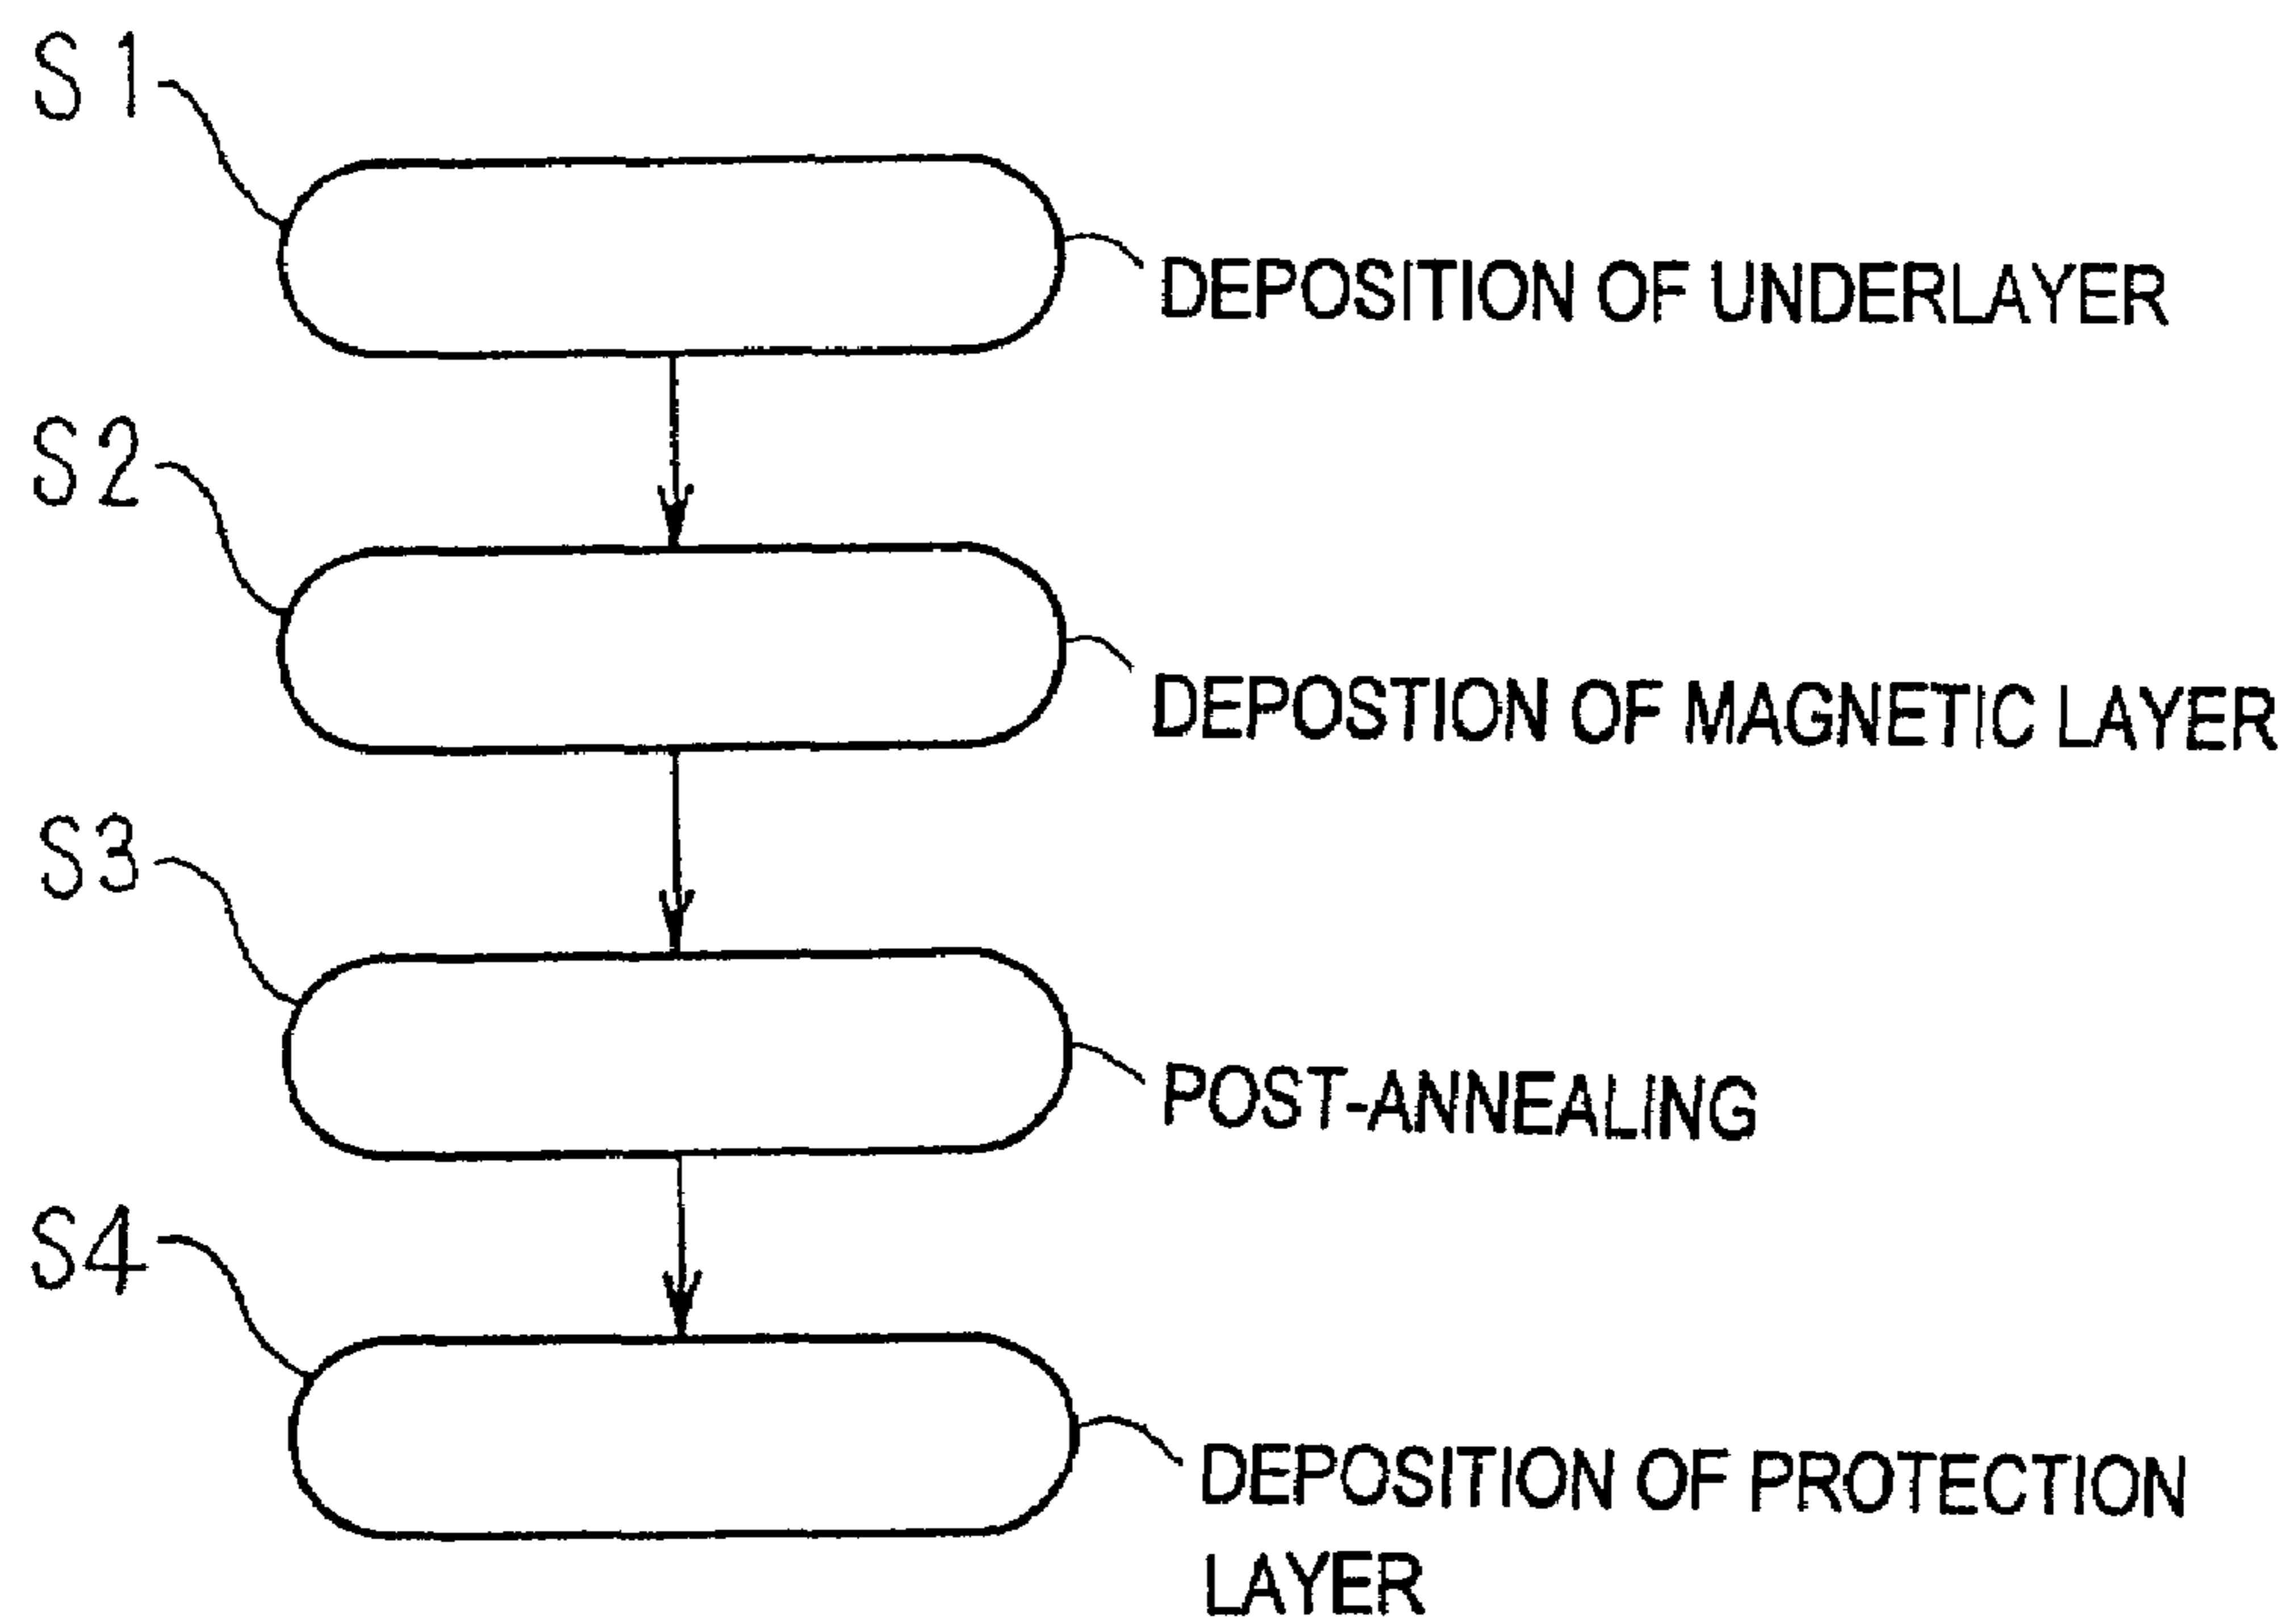 S1
DEPOSITION OF UNDERLAYER
S2
DEPOSTION OF MAGNETIC LAYER
S3
POST-ANNEALING
S4
DEPOSITION OF PROTECTION
LAYER